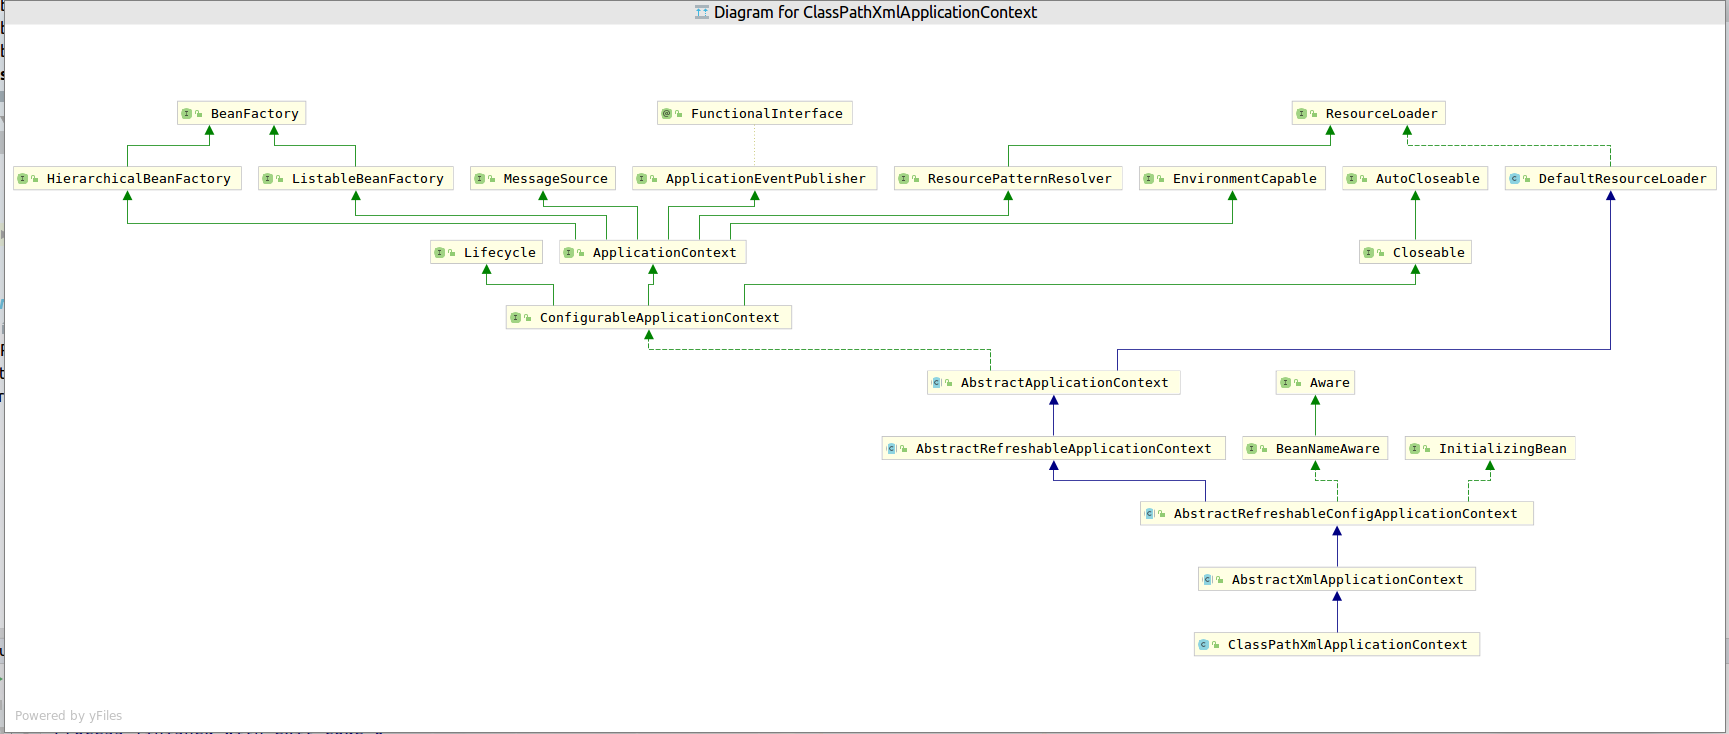 Diagram for ClassPathXmlApplicationContext
BeanFactory
FunctionalInterface
ResourceLoader
HierarchicalBeanFactory
ListableBeanFactory
MessageSource
ApplicationEventPublisher
ResourcePatternResolver
EnvironmentCapable
AutoCloseable
DefaultResourceLoader
Lifecycle
ApplicationContext
Closeable
ConfigurableApplicationContext
AbstractApplicationContext
Aware
AbstractRefreshableApplicationContext
BeanNameAware
InitializingBean
AbstractRefreshableConfigApplicationContext
AbstractXmlApplicationContext
ClassPathXmlApplicationContext
Powered by yFiles